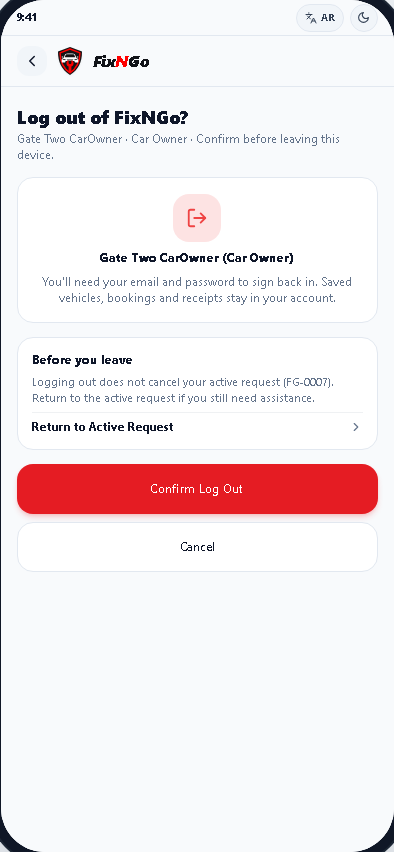 9:41
AR
FixNGo
Log out of FixNGo?
Gate Two CarOwner · Car Owner · Confirm before leaving this
device.
Gate Two CarOwner (Car Owner)
You'll need your email and password to sign back in. Saved
vehicles, bookings and receipts stay in your account.
Before you leave
Logging out does not cancel your active request (FG-0007).
Return to the active request if you still need assistance.
Return to Active Request
Confirm Log Out
Cancel